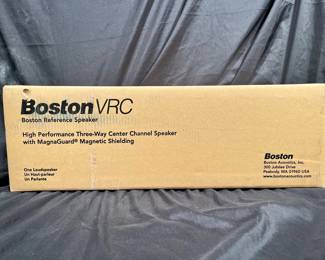 Boston VRC
Boston Reference Speaker
High Performance Three-Way Center Channel Speaker
with MagnaGuard® Magnetic Shielding
One Loudspeaker
Un Haut-parleur
Un Parlante
Boston
Boston Acoustics, Inc.
300 Jubilee Drive
Peabody, MA 01960 USA
www.bostonacoustics.com